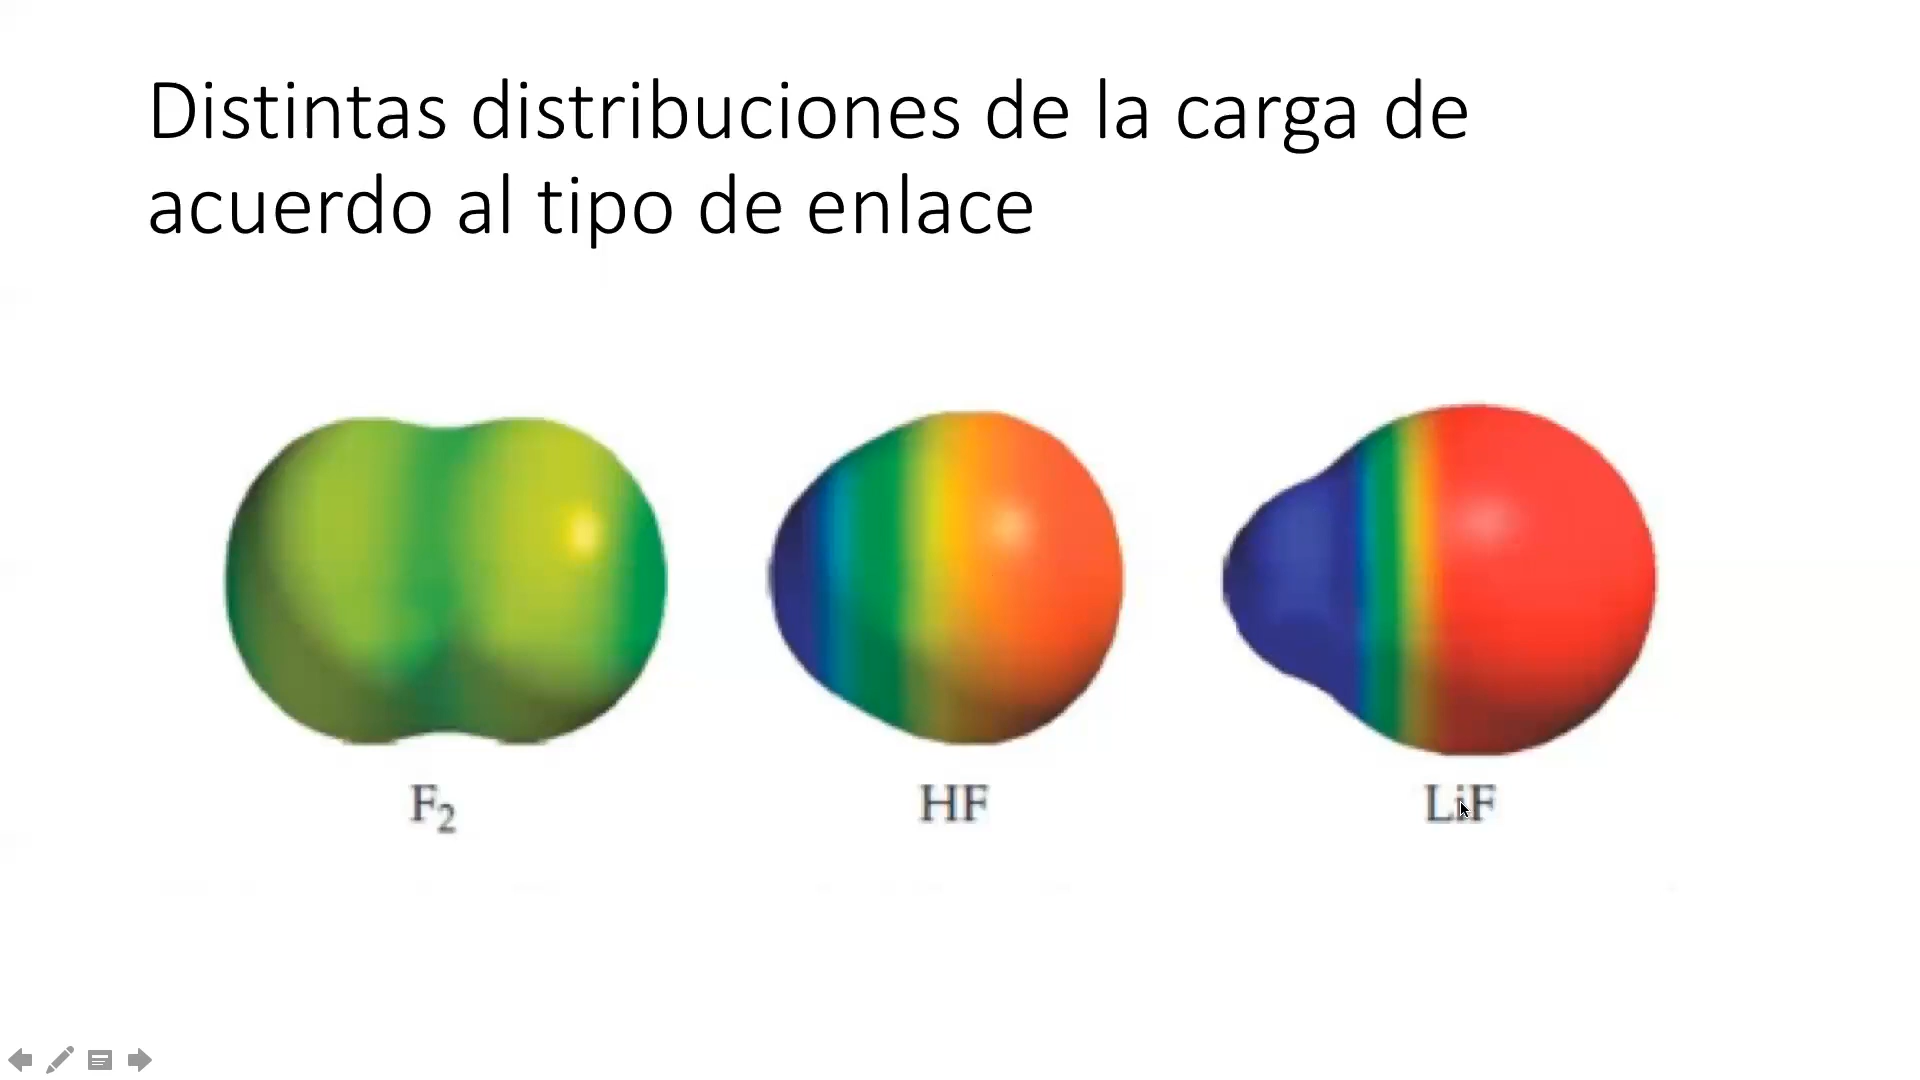 Distintas distribuciones de la carga de
acuerdo al tipo de enlace
F₂
HF
LiF